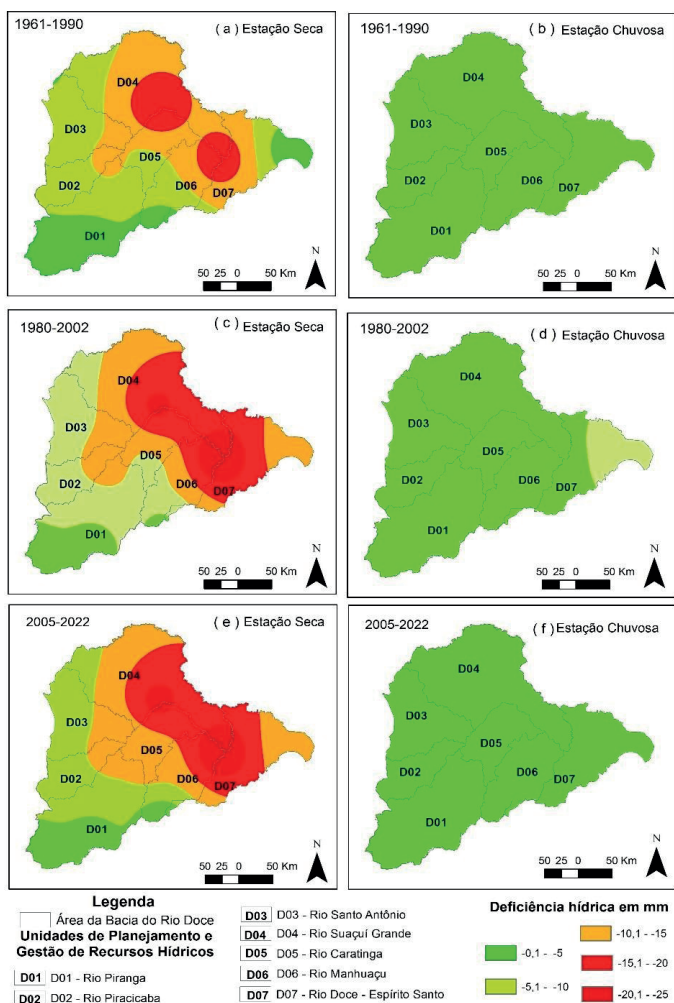 1961-1990
( a ) Estação Seca
D04
D03
D05
D02
D06
D07
D01
N
50 25 0 50 Km
1961-1990
( b ) Estação Chuvosa
D04
D03
D05
D02
D06
D07
D01
N
50 25 0 50 Km
1980-2002
( c ) Estação Seca
D04
D03
D05
D02
D06
D07
D01
N
50 25 0 50 Km
1980-2002
( d ) Estação Chuvosa
D04
D03
D05
D02
D06
D07
D01
N
50 25 0 50 Km
2005-2022
( e ) Estação Seca
D04
D03
D05
D02
D06
D07
D01
N
50 25 0 50 Km
2005-2022
( f ) Estação Chuvosa
D04
D03
D05
D02
D06
D07
D01
N
50 25 0 50 Km
Legenda
Área da Bacia do Rio Doce
Unidades de Planejamento e
Gestão de Recursos Hídricos
D01 D01 - Rio Piranga
D02 D02 - Rio Piracicaba
D03 D03 - Rio Santo Antônio
D04 D04 - Rio Suaçuí Grande
D05 D05 - Rio Caratinga
D06 D06 - Rio Manhuaçu
D07 D07 - Rio Doce - Espírito Santo
Deficiência hídrica em mm
-0,1 - -5
-5,1 - -10
-10,1 - -15
-15,1 - -20
-20,1 - -25